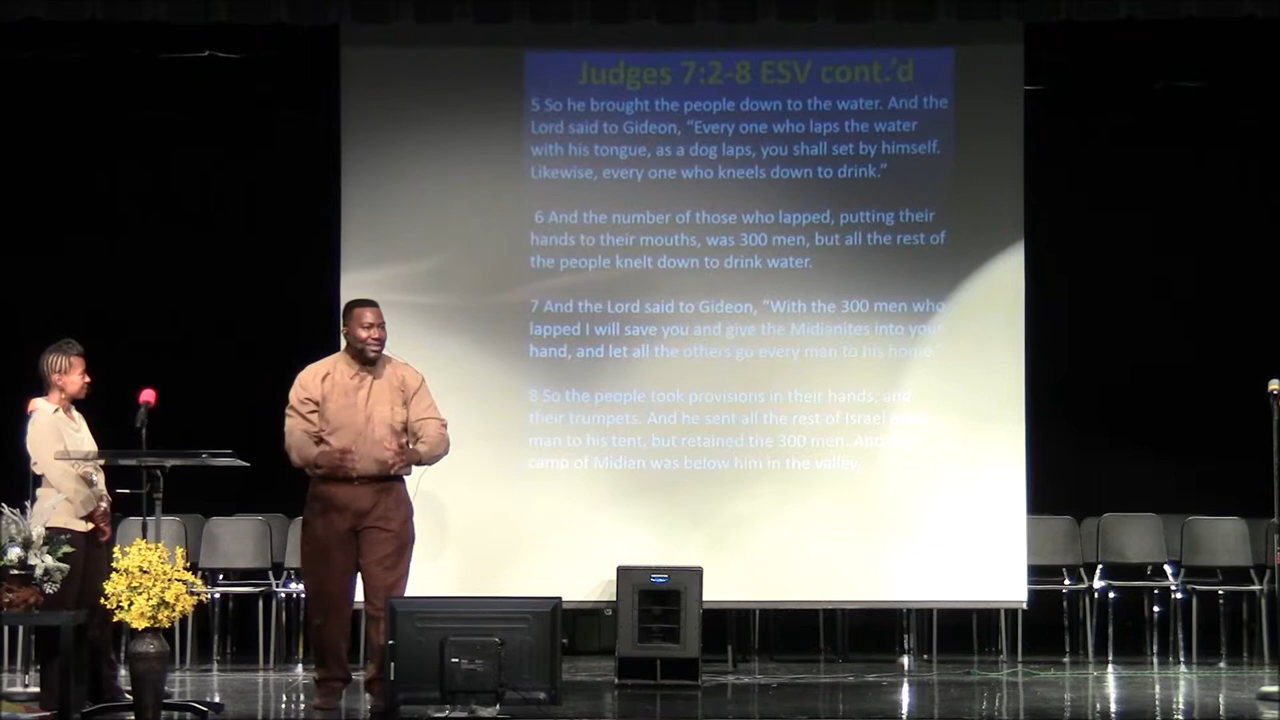 Judges 7:2-8 ESV cont.'d
5 So he brought the people down to the water. And the
Lord said to Gideon, “Every one who laps the water
with his tongue, as a dog laps, you shall set by himself.
Likewise, every one who kneels down to drink.”
6 And the number of those who lapped, putting their
hands to their mouths, was 300 men, but all the rest of
the people knelt down to drink water.
7 And the Lord said to Gideon, “With the 300 men who
lapped I will save you and give the Midianites into your
hand, and let all the others go every man to his home.”
8 So the people took provisions in their hands, and
their trumpets. And he sent all the rest of Israel
man to his tent, but retained the 300 men. And
camp of Midian was below him in the valley